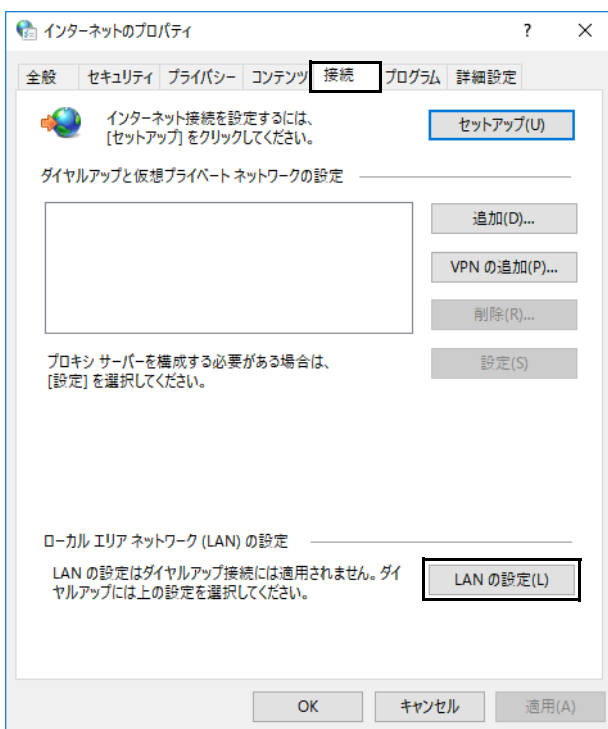 インターネットのプロパティ
?
全般 セキュリティ プライバシー コンテンツ 接続 プログラム 詳細設定
インターネット接続を設定するには、
[セットアップ] をクリックしてください。
セットアップ(U)
ダイヤルアップと仮想プライベート ネットワークの設定
追加(D)...
VPN の追加(P)...
削除(R)...
プロキシ サーバーを構成する必要がある場合は、
[設定] を選択してください。
設定(S)
ローカル エリア ネットワーク (LAN) の設定
LAN の設定はダイヤルアップ接続には適用されません。ダイ
ヤルアップには上の設定を選択してください。
LAN の設定(L)
OK キャンセル 適用(A)